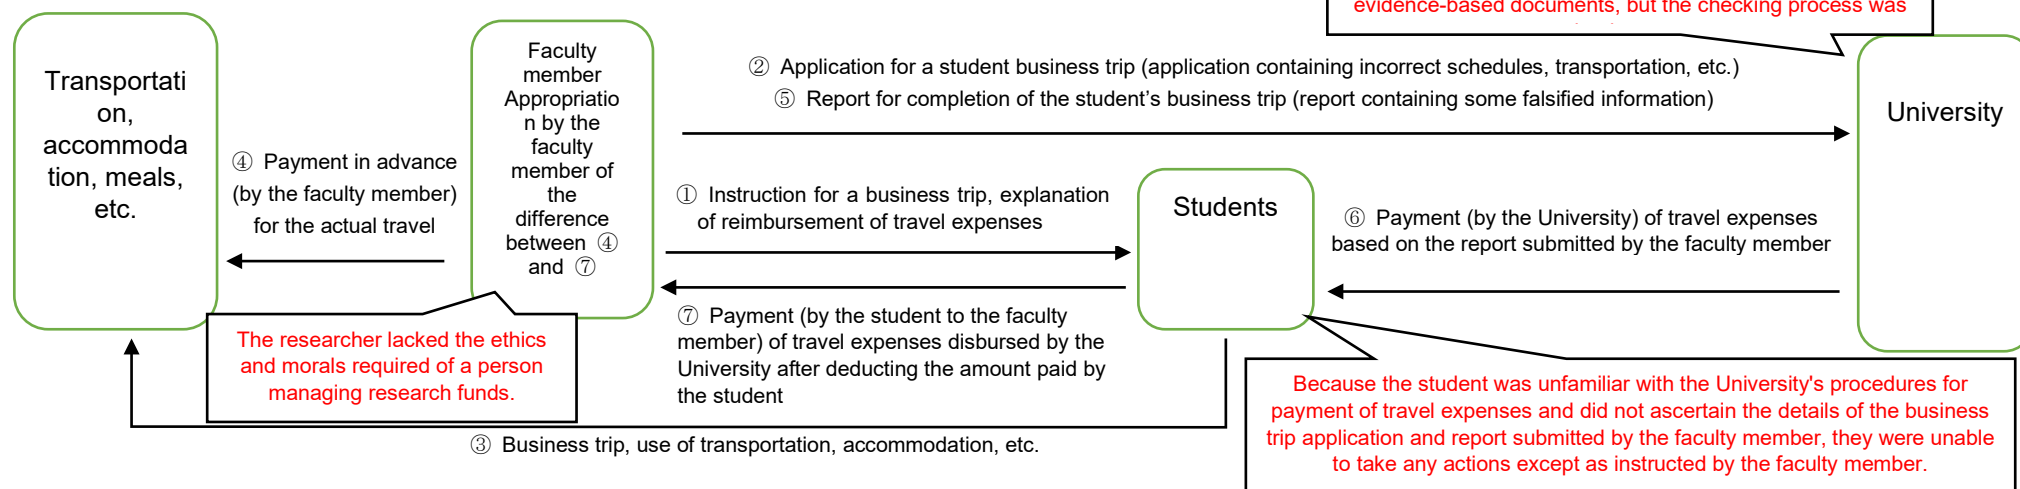 evidence-based documents, but the checking process was
Transportati
on,
accommoda
tion, meals,
etc.
④ Payment in advance
(by the faculty member)
for the actual travel
Faculty
member
Appropriatio
n by the
faculty
member of
the
difference
between ④
and ⑦
② Application for a student business trip (application containing incorrect schedules, transportation, etc.)
⑤ Report for completion of the student’s business trip (report containing some falsified information)
University
① Instruction for a business trip, explanation
of reimbursement of travel expenses
Students
⑥ Payment (by the University) of travel expenses
based on the report submitted by the faculty member
⑦ Payment (by the student to the faculty
member) of travel expenses disbursed by the
University after deducting the amount paid by
the student
The researcher lacked the ethics
and morals required of a person
managing research funds.
③ Business trip, use of transportation, accommodation, etc.
Because the student was unfamiliar with the University's procedures for
payment of travel expenses and did not ascertain the details of the business
trip application and report submitted by the faculty member, they were unable
to take any actions except as instructed by the faculty member.